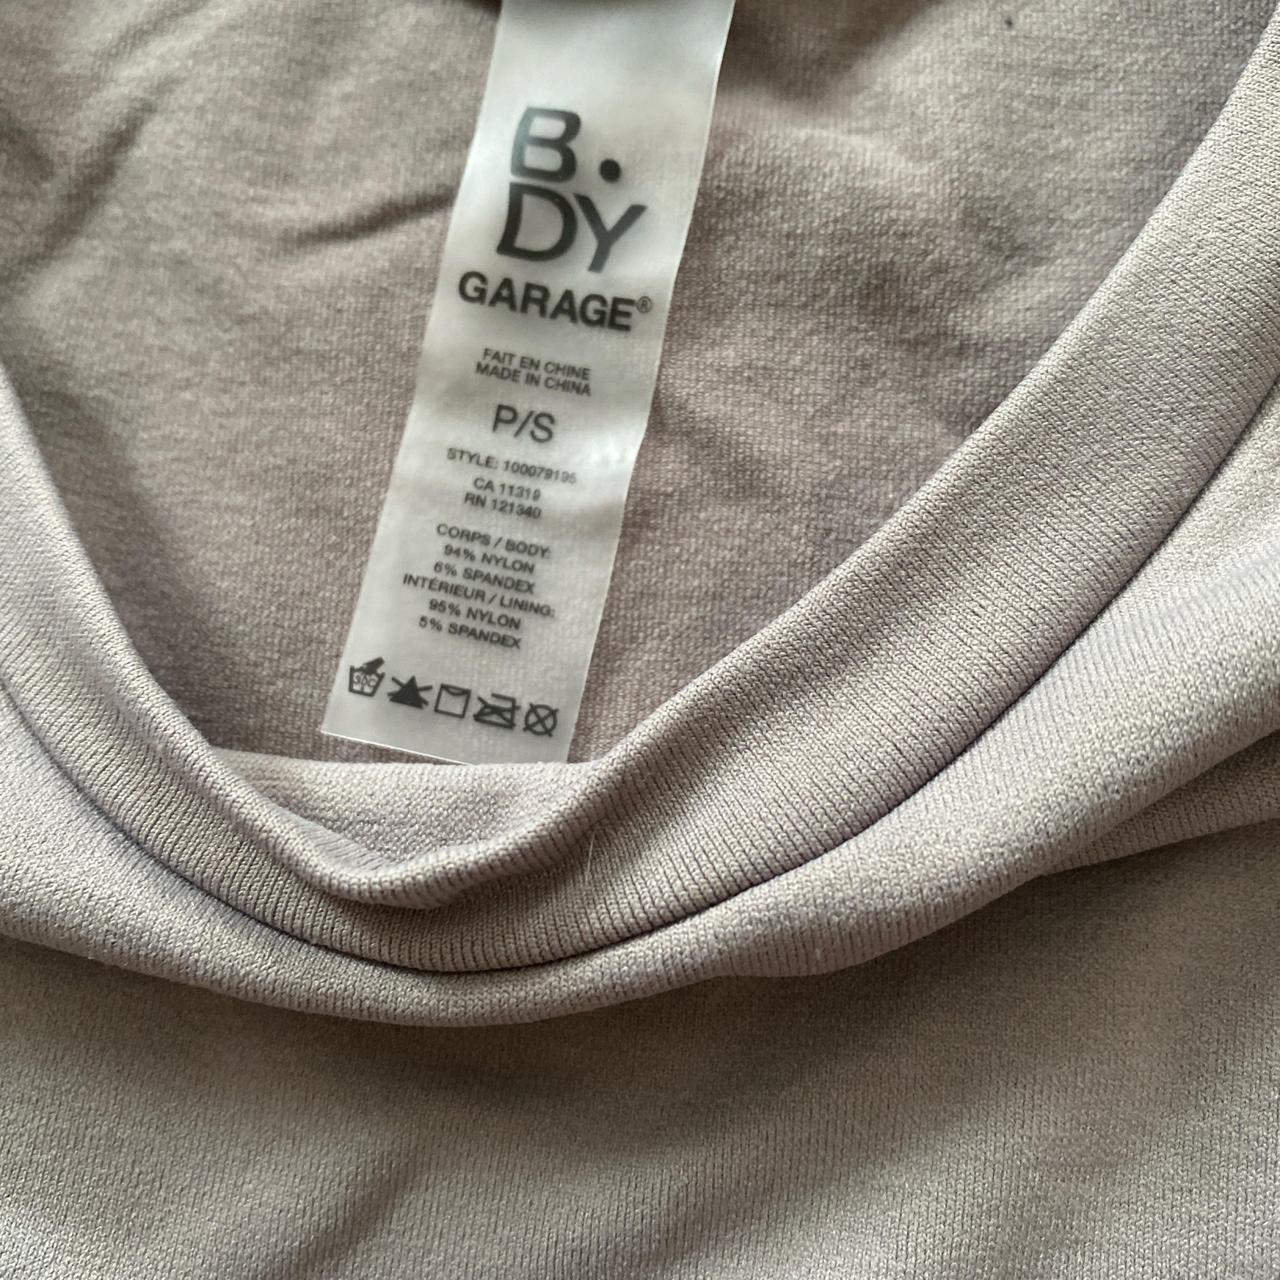 B.
DY
GARAGE®
FAIT EN CHINE
MADE IN CHINA
P/S
STYLE: 100079195
CA 11319
RN 121340
CORPS / BODY:
94% NYLON
6% SPANDEX
INTÉRIEUR / LINING:
95% NYLON
5% SPANDEX
30C